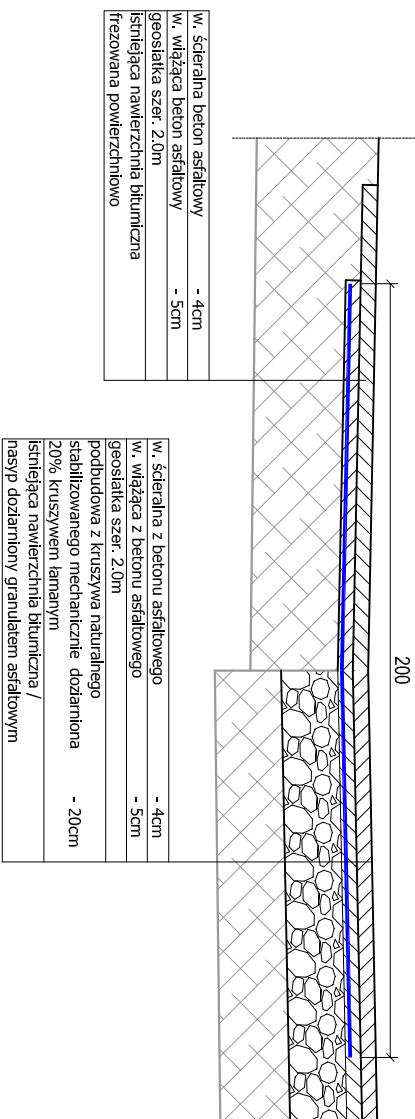 200
w. ścieralna beton asfaltowy - 4cm
w. wiążąca beton asfaltowy - 5cm
geosiatka szer. 2.0m
istniejąca nawierzchnia bitumiczna
frezowana powierzchniowo
w. ścieralna z betonu asfaltowego - 4cm
w. wiążąca z betonu asfaltowego - 5cm
geosiatka szer. 2.0m
podbudowa z kruszywa naturalnego
stabilizowanego mechanicznie doziarniona - 20cm
20% kruszywem łamanym
istniejąca nawierzchnia bitumiczna /
nasyp doziarniony granulatem asfaltowym